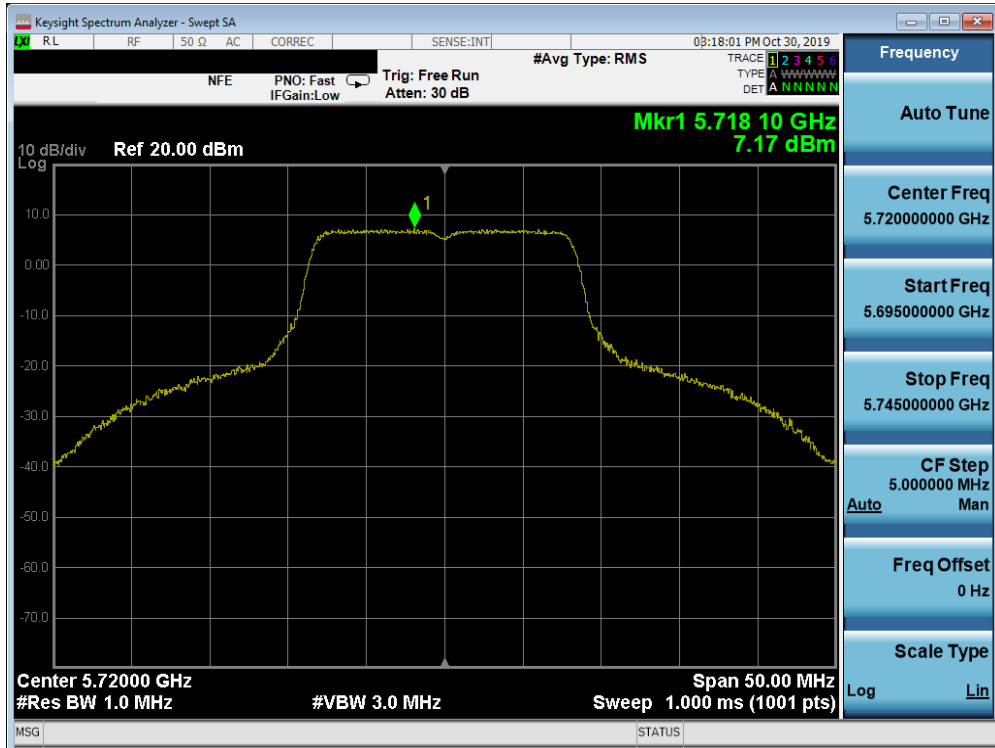 Keysight Spectrum Analyzer - Swept SA
LXI RL RF 50 Ω AC CORREC SENSE:INT 03:18:01 PM Oct 30, 2019
#Avg Type: RMS TRACE 1 2 3 4 5 6
NFE PNO: Fast Trig: Free Run TYPE A WWWWW
IFGain:Low Atten: 30 dB DET A N N N N N
Mkr1 5.718 10 GHz
7.17 dBm
10 dB/div Ref 20.00 dBm
Log
1
10.0
0.00
-10.0
-20.0
-30.0
-40.0
-50.0
-60.0
-70.0
Center 5.72000 GHz Span 50.00 MHz
#Res BW 1.0 MHz #VBW 3.0 MHz Sweep 1.000 ms (1001 pts)
MSG STATUS
Frequency
Auto Tune
Center Freq
5.720000000 GHz
Start Freq
5.695000000 GHz
Stop Freq
5.745000000 GHz
CF Step
5.000000 MHz
Auto Man
Freq Offset
0 Hz
Scale Type
Log Lin